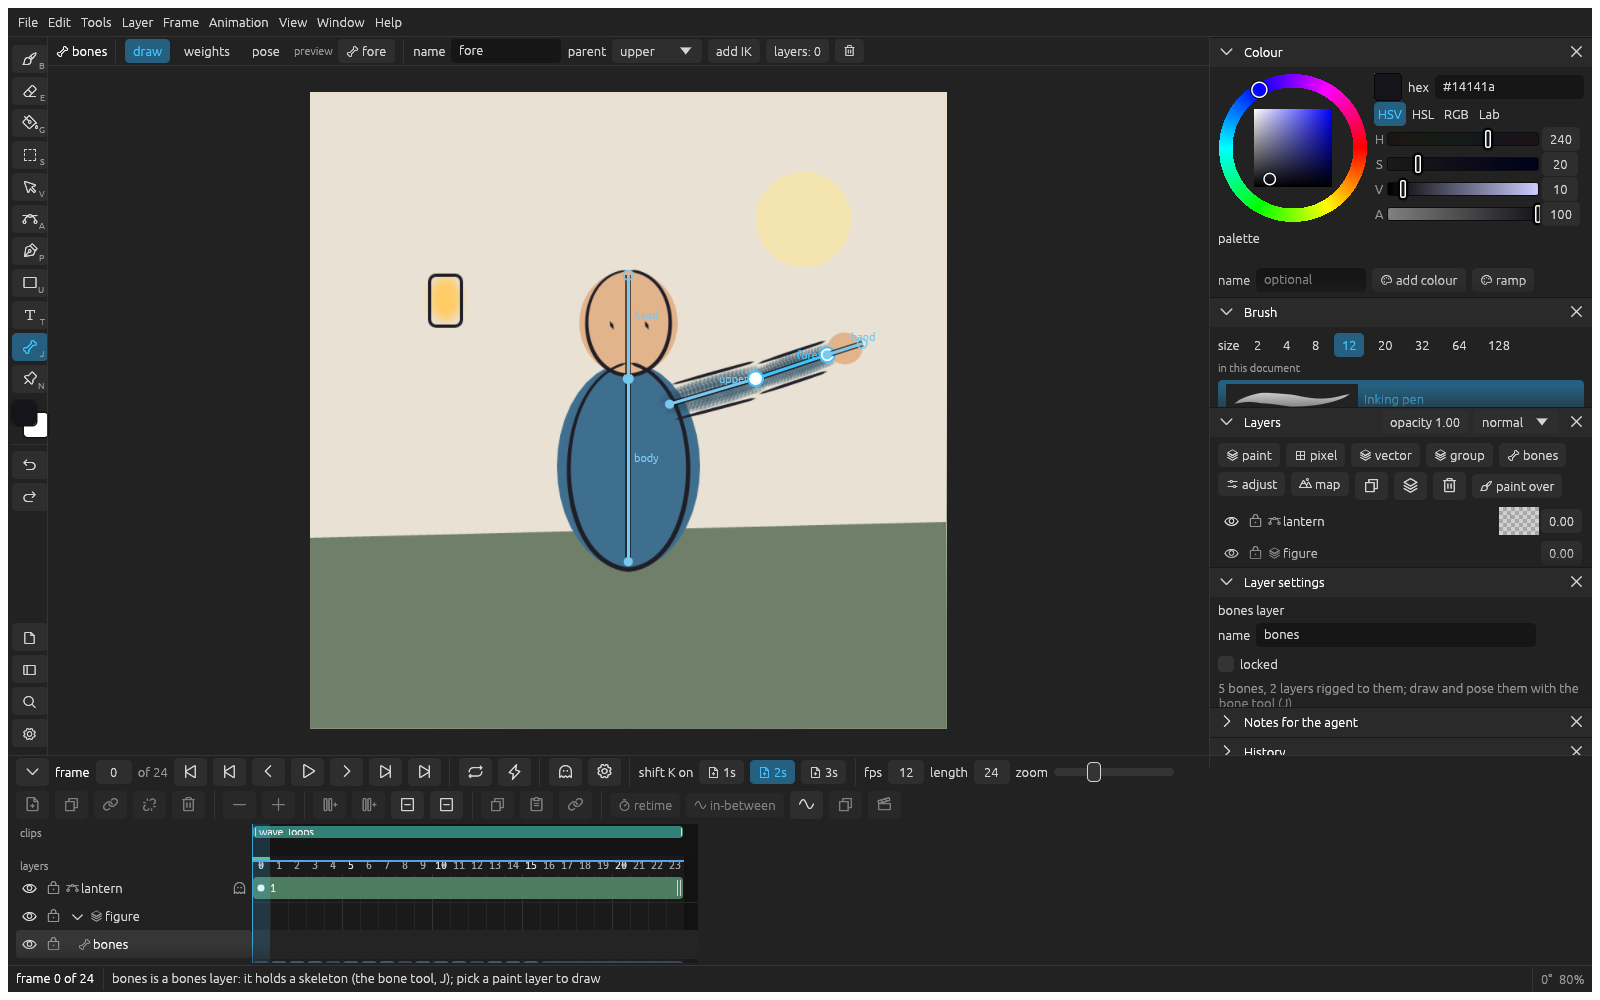 File Edit Tools Layer Frame Animation View Window Help
bones draw weights pose preview fore name fore parent upper add IK layers: 0
B
E
G
S
V
A
P
U
T
J
N
head
hand
fore
upper
body
Colour
hex #14141a
HSV HSL RGB Lab
H 240
S 20
V 10
A 100
palette
name optional add colour ramp
Brush
size 2 4 8 12 20 32 64 128
in this document
Inking pen
Layers opacity 1.00 normal
paint pixel vector group bones
adjust map paint over
lantern 0.00
figure 0.00
Layer settings
bones layer
name bones
locked
5 bones, 2 layers rigged to them; draw and pose them with the
bone tool (J)
Notes for the agent
History
frame 0 of 24 shift K on 1s 2s 3s fps 12 length 24 zoom
retime in-between
clips wave loops
layers 0 1 2 3 4 5 6 7 8 9 10 11 12 13 14 15 16 17 18 19 20 21 22 23
lantern 1
figure
bones
frame 0 of 24 bones is a bones layer: it holds a skeleton (the bone tool, J); pick a paint layer to draw 0° 80%